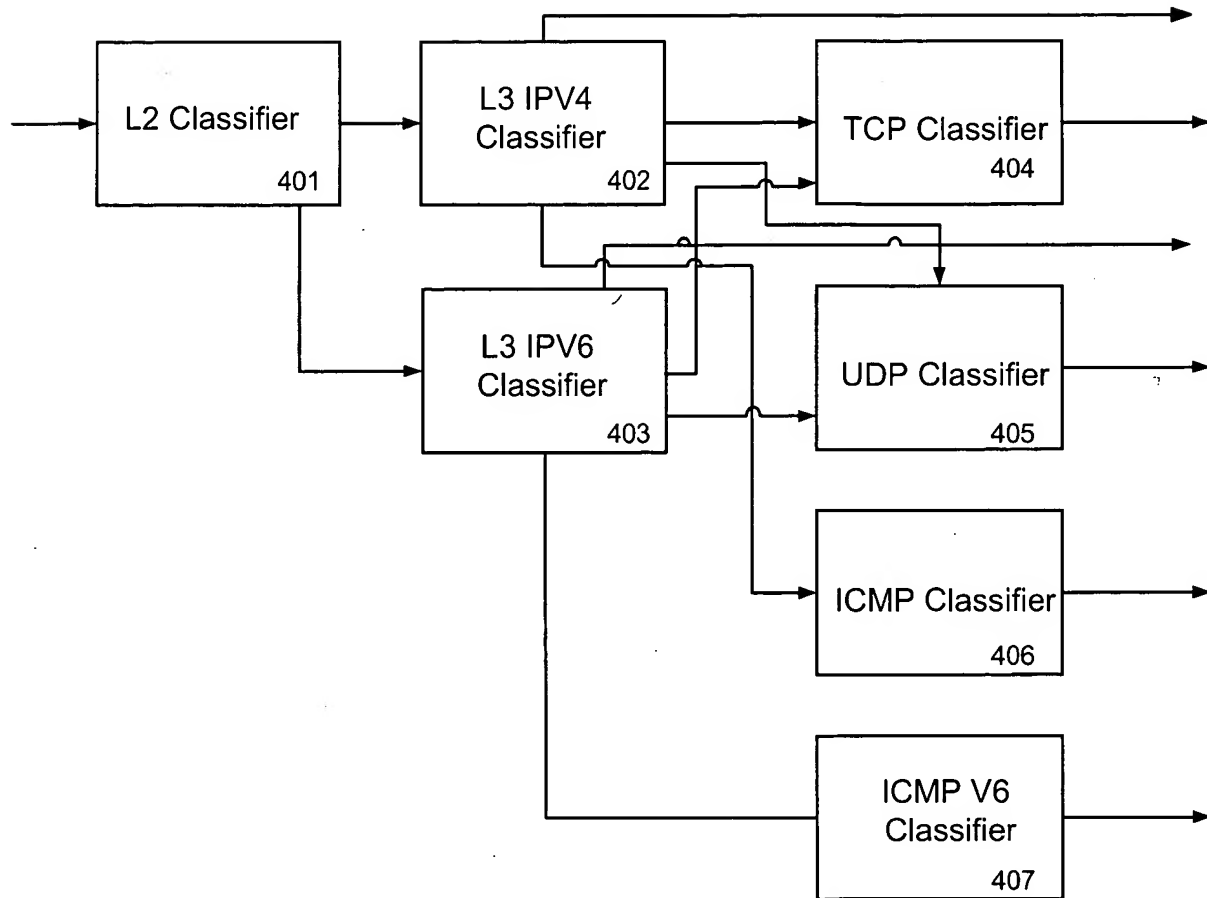 L2 Classifier
401
L3 IPV4
Classifier
402
TCP Classifier
404
L3 IPV6
Classifier
403
UDP Classifier
405
ICMP Classifier
406
ICMP V6
Classifier
407